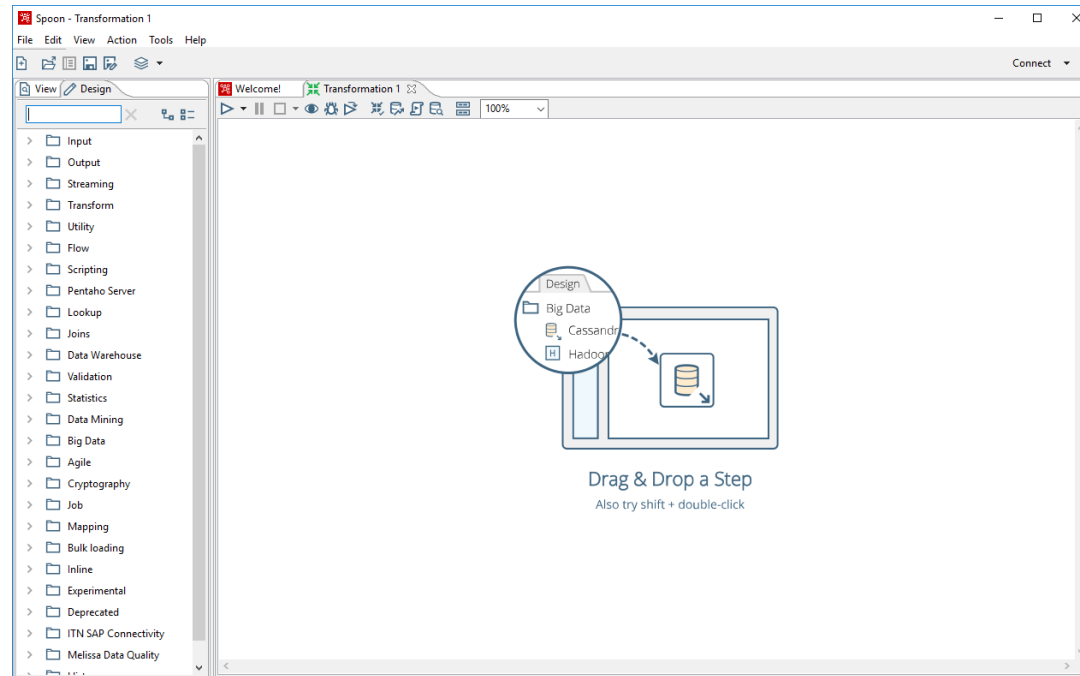 Spoon - Transformation 1
File Edit View Action Tools Help
Connect
View Design
Welcome! Transformation 1
100%
Input
Output
Streaming
Transform
Utility
Flow
Scripting
Pentaho Server
Lookup
Joins
Data Warehouse
Validation
Statistics
Data Mining
Big Data
Agile
Cryptography
Job
Mapping
Bulk loading
Inline
Experimental
Deprecated
ITN SAP Connectivity
Melissa Data Quality
Design
Big Data
Cassandr
H Hadoop
Drag & Drop a Step
Also try shift + double-click